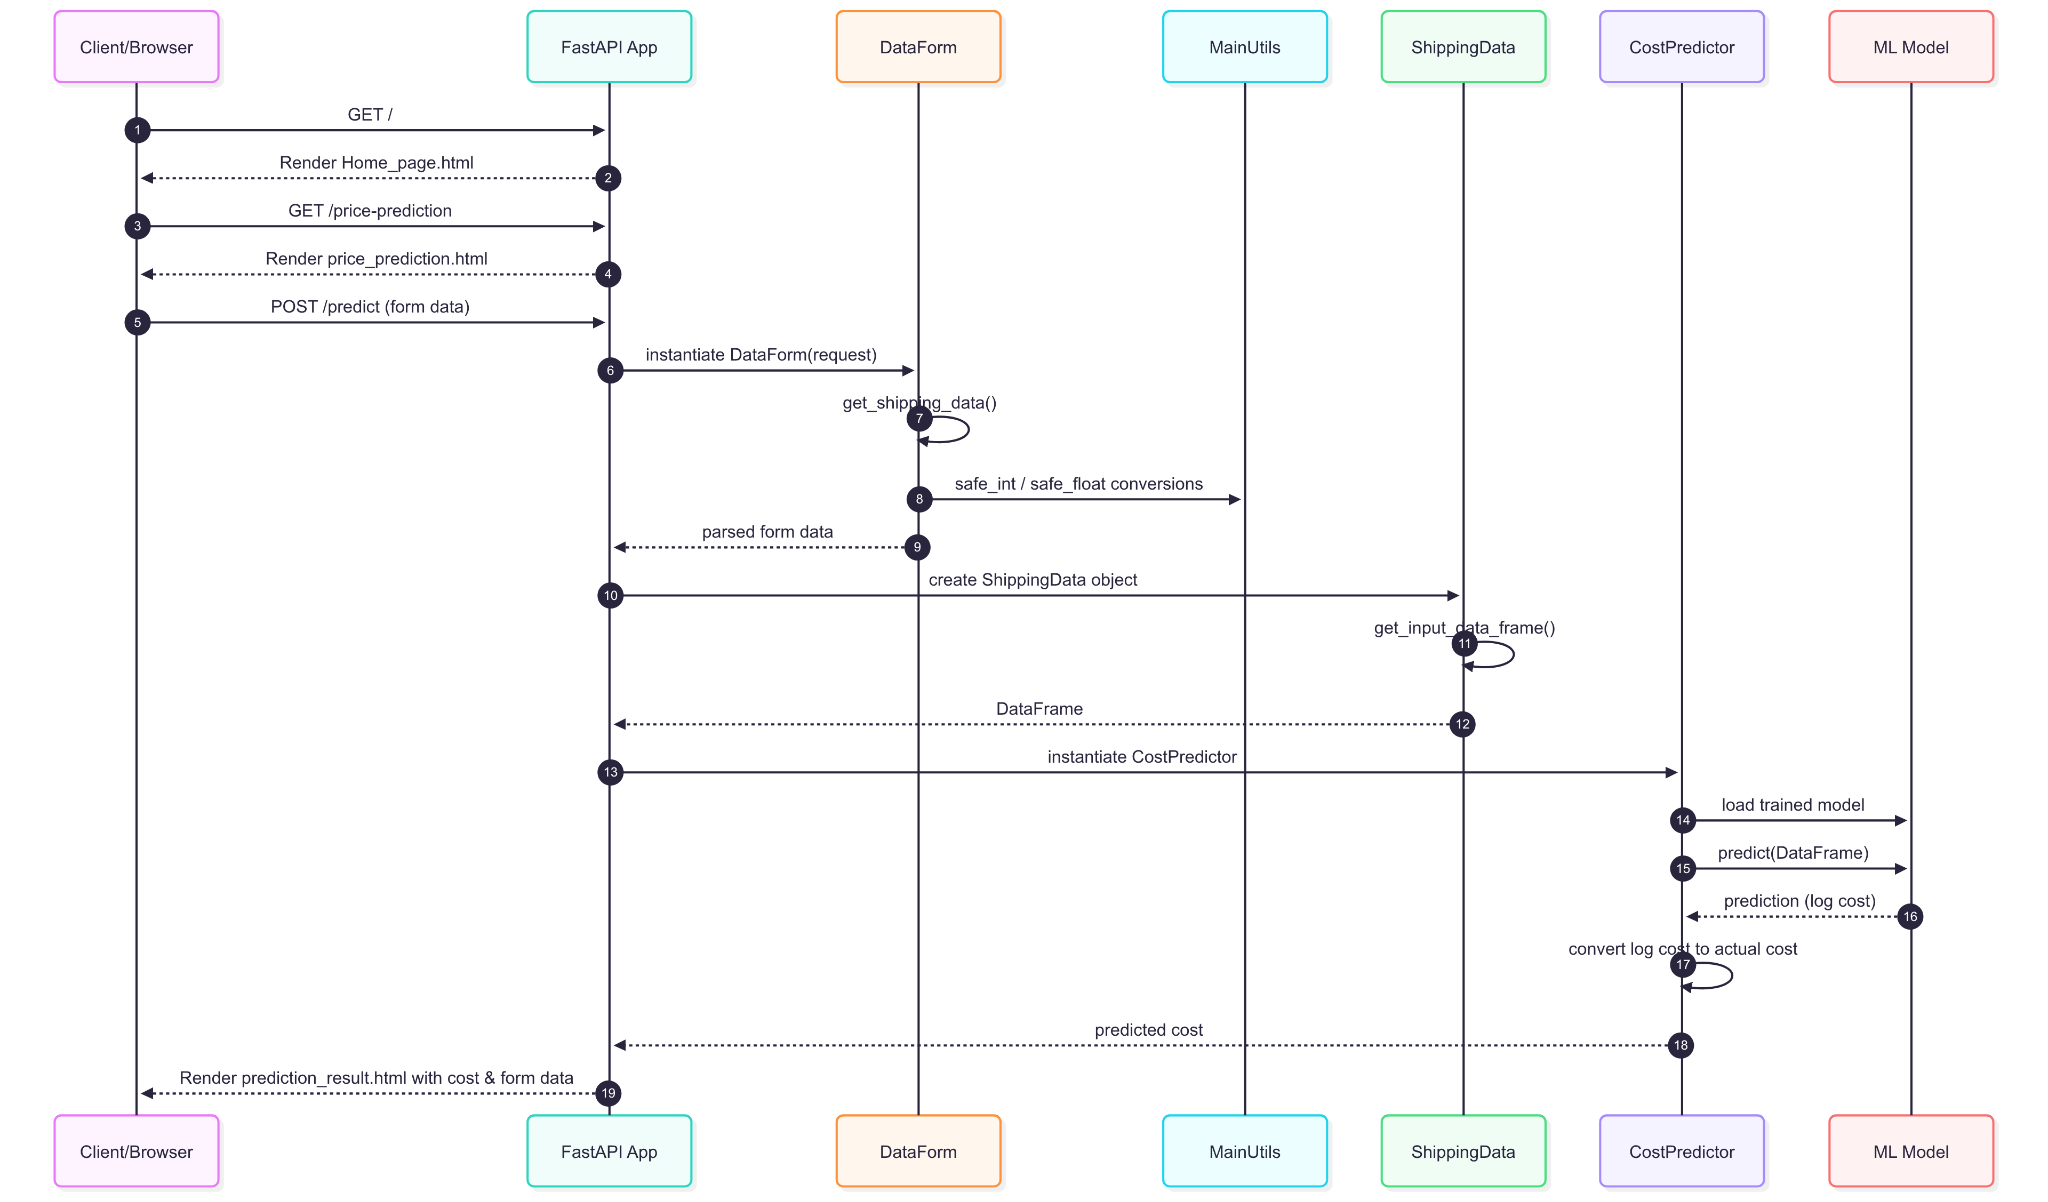 Client/Browser
FastAPI App
DataForm
MainUtils
ShippingData
CostPredictor
ML Model
GET /
1
Render Home_page.html
2
GET /price-prediction
3
Render price_prediction.html
4
POST /predict (form data)
5
instantiate DataForm(request)
6
get_shipping_data()
7
safe_int / safe_float conversions
8
parsed form data
9
create ShippingData object
10
get_input_data_frame()
11
DataFrame
12
instantiate CostPredictor
13
load trained model
14
predict(DataFrame)
15
prediction (log cost)
16
convert log cost to actual cost
17
predicted cost
18
Render prediction_result.html with cost & form data
19
Client/Browser
FastAPI App
DataForm
MainUtils
ShippingData
CostPredictor
ML Model